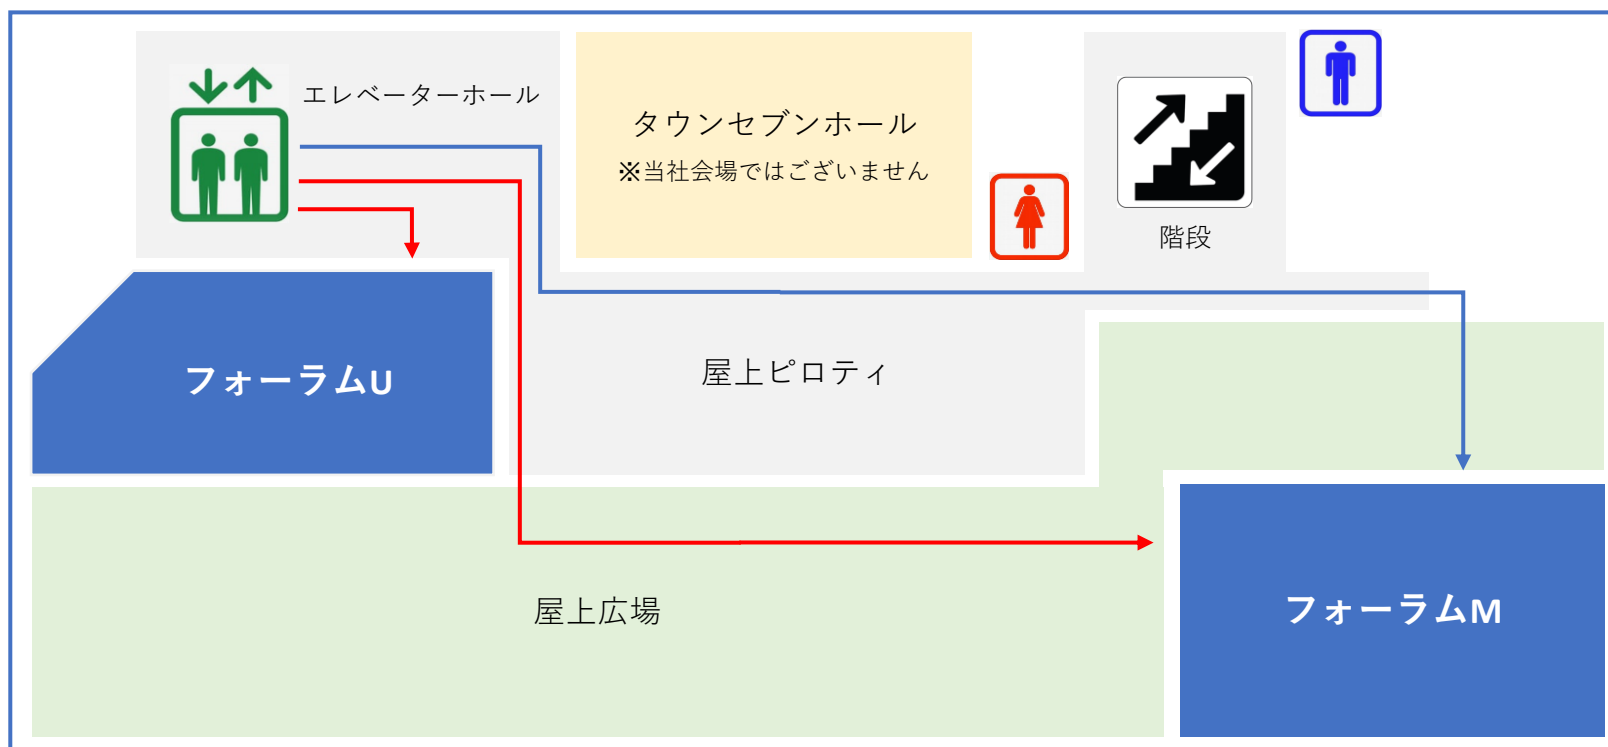 エレベーターホール
タウンセブンホール
※当社会場ではございません
階段
フォーラムU
屋上ピロティ
屋上広場
フォーラムM